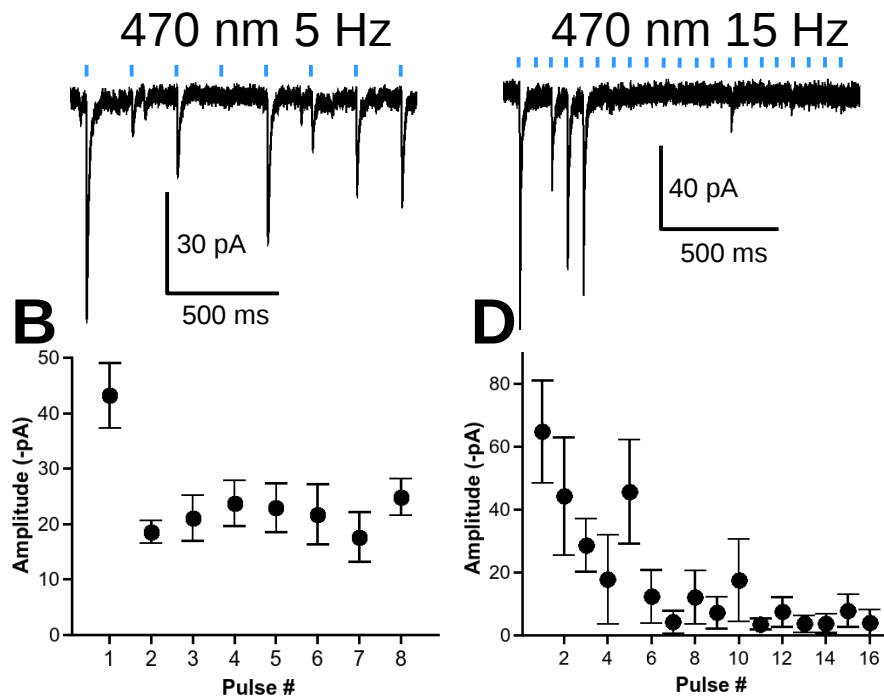 470 nm 5 Hz
30 pA
500 ms
470 nm 15 Hz
40 pA
500 ms
B
50
40
30
20
10
0
Amplitude (-pA)
1 2 3 4 5 6 7 8
Pulse #
D
80
60
40
20
0
Amplitude (-pA)
2 4 6 8 10 12 14 16
Pulse #